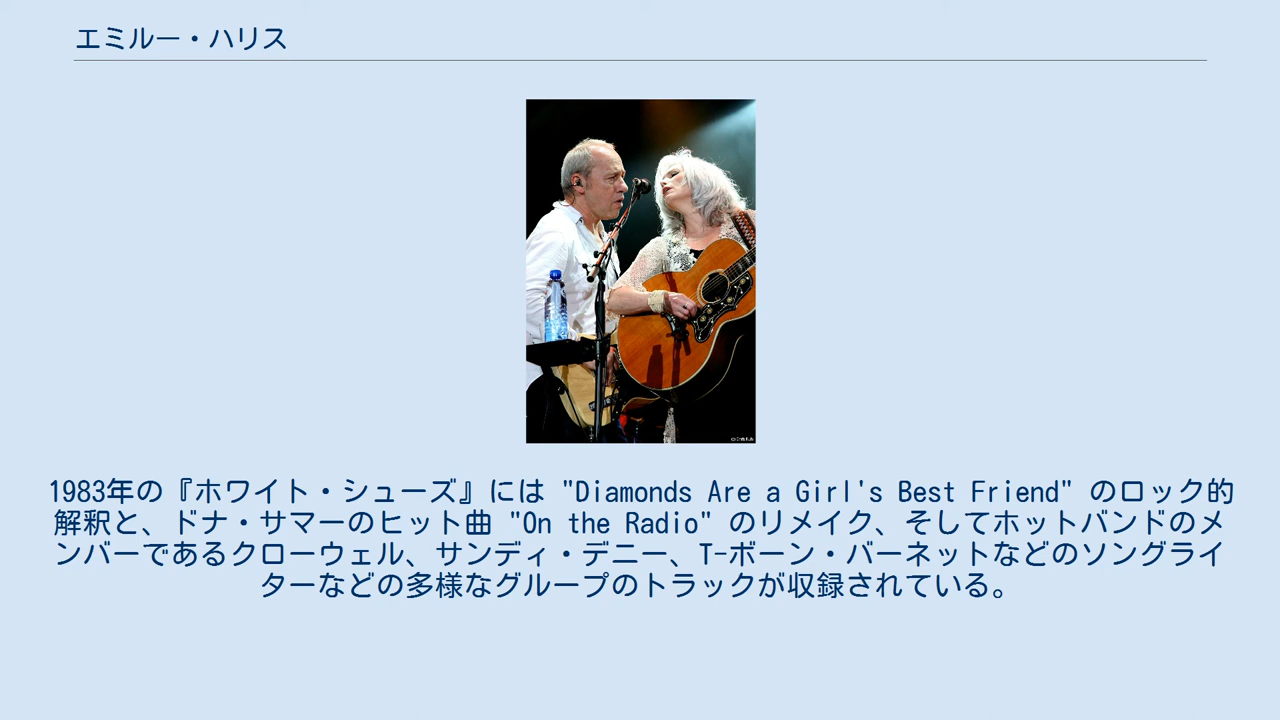 エミルー・ハリス
1983年の『ホワイト・シューズ』には "Diamonds Are a Girl's Best Friend" のロック的
解釈と、ドナ・サマーのヒット曲 "On the Radio" のリメイク、そしてホットバンドのメ
ンバーであるクローウェル、サンディ・デニー、T-ボーン・バーネットなどのソングライ
ターなどの多様なグループのトラックが収録されている。